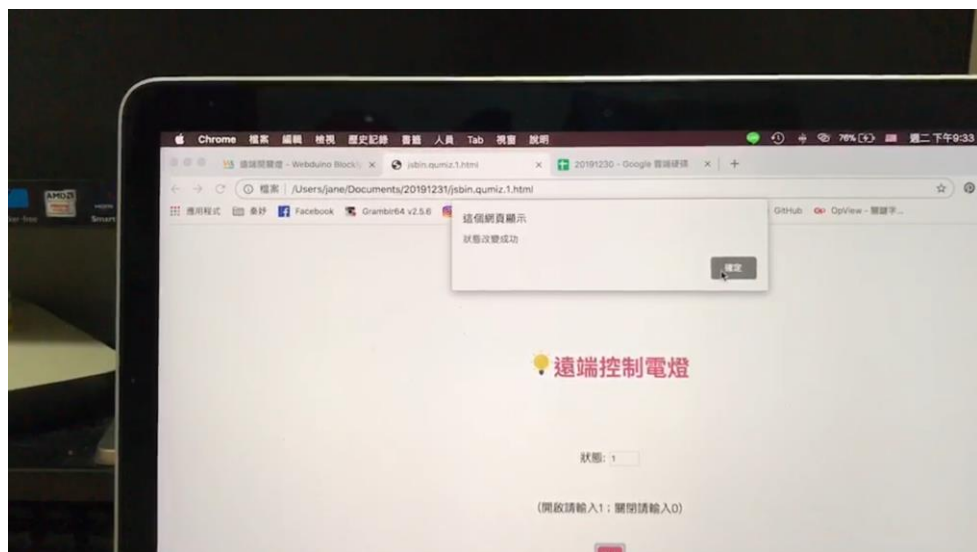 AMD
Smart
Chrome 檔案 編輯 檢視 歷史記錄 書籤 人員 Tab 視窗 說明 76% 週二下午9:33
遠端開關燈 - Webduino Blockly jsbin.qumiz.1.html 20191230 - Google 雲端硬碟
檔案 /Users/jane/Documents/20191231/jsbin.qumiz.1.html
應用程式 Facebook Grambir64 v2.5.6 GitHub OpView - 關鍵字...
這個網頁顯示
狀態改變成功
確定
遠端控制電燈
狀態: 1
(開啟請輸入1；關閉請輸入0)